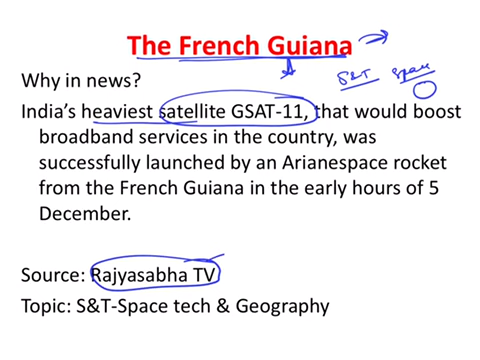 The French Guiana
S&T space
Why in news?
India's heaviest satellite GSAT-11, that would boost
broadband services in the country, was
successfully launched by an Arianespace rocket
from the French Guiana in the early hours of 5
December.
Source: Rajyasabha TV
Topic: S&T-Space tech & Geography